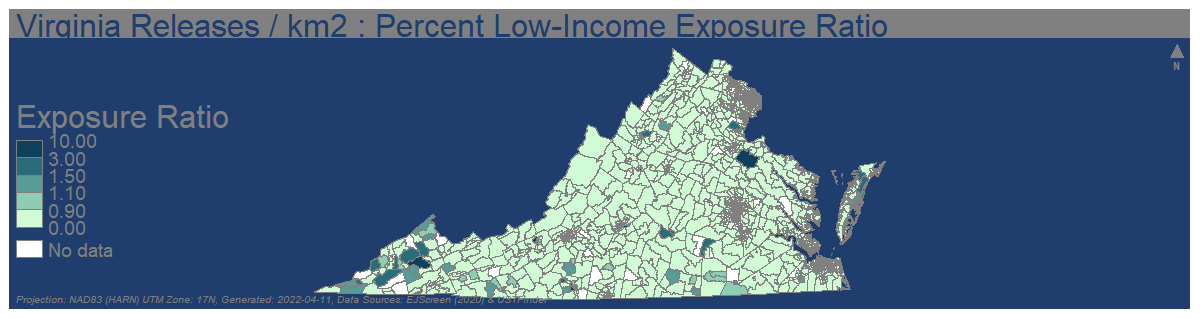 Virginia Releases / km2 : Percent Low-Income Exposure Ratio
N
Exposure Ratio
10.00
3.00
1.50
1.10
0.90
0.00
No data
Projection: NAD83 (HARN) UTM Zone: 17N, Generated: 2022-04-11, Data Sources: EJScreen (2020) & USTFinder